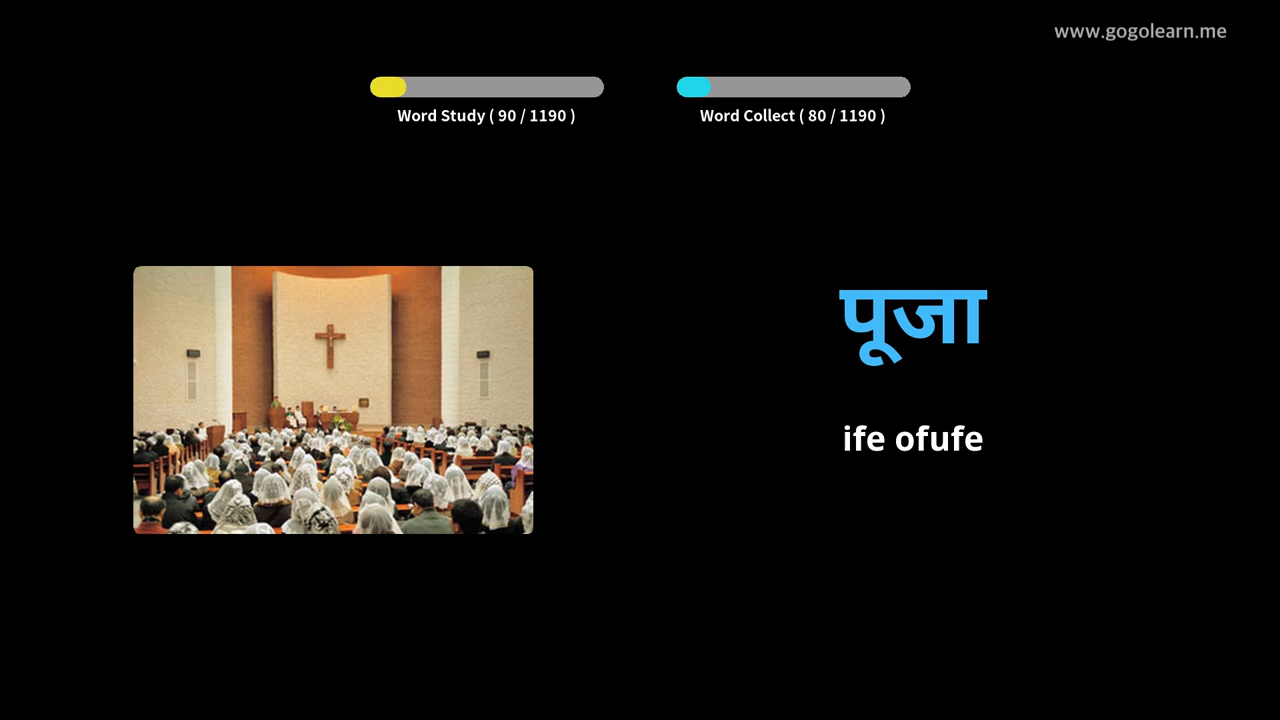 www.gogolearn.me
Word Study ( 90 / 1190 )
Word Collect ( 80 / 1190 )
पूजा
ife ofufe